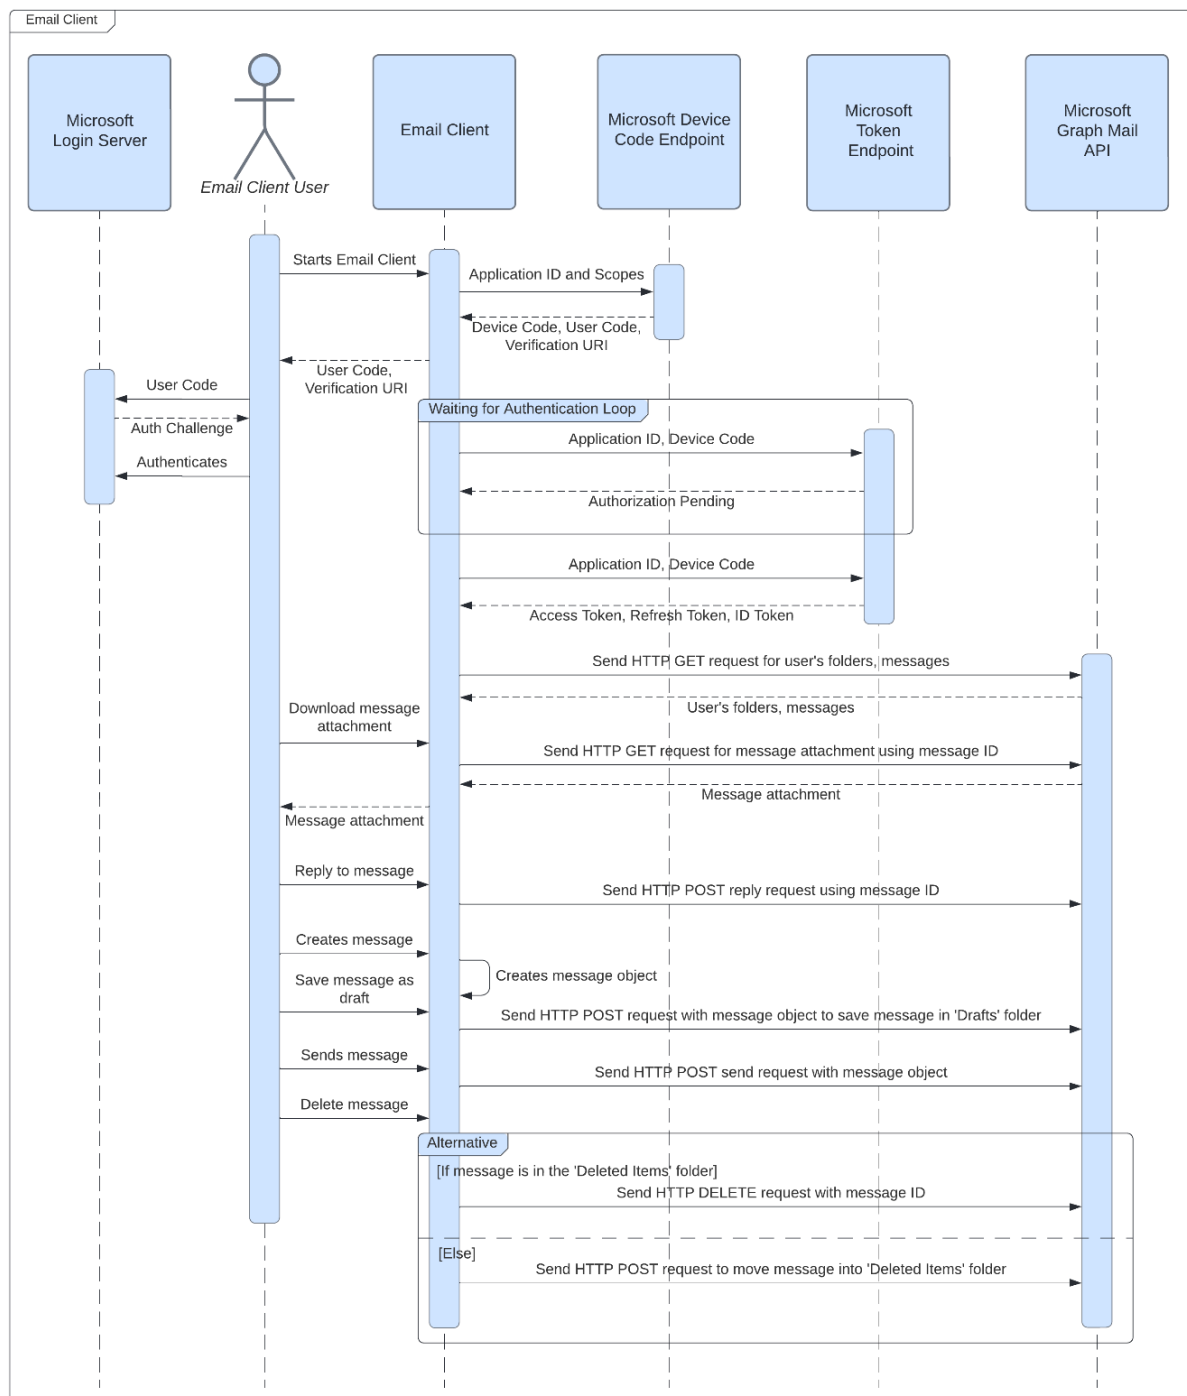 Email Client
Microsoft
Login Server
Email Client User
Email Client
Microsoft Device
Code Endpoint
Microsoft
Token
Endpoint
Microsoft
Graph Mail
API
Starts Email Client
Application ID and Scopes
Device Code, User Code,
Verification URI
User Code,
Verification URI
User Code
Auth Challenge
Authenticates
Waiting for Authentication Loop
Application ID, Device Code
Authorization Pending
Application ID, Device Code
Access Token, Refresh Token, ID Token
Send HTTP GET request for user's folders, messages
User's folders, messages
Download message
attachment
Send HTTP GET request for message attachment using message ID
Message attachment
Message attachment
Reply to message
Send HTTP POST reply request using message ID
Creates message
Creates message object
Save message as
draft
Send HTTP POST request with message object to save message in 'Drafts' folder
Sends message
Send HTTP POST send request with message object
Delete message
Alternative
[If message is in the 'Deleted Items' folder]
Send HTTP DELETE request with message ID
[Else]
Send HTTP POST request to move message into 'Deleted Items' folder